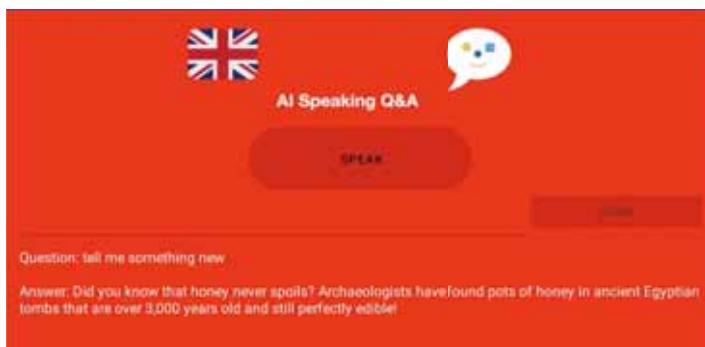 AI Speaking Q&A
SPEAK
Question: tell me something new
Answer: Did you know that honey never spoils? Archaeologists havefound pots of honey in ancient Egyptian
tombs that are over 3,000 years old and still perfectly edible!